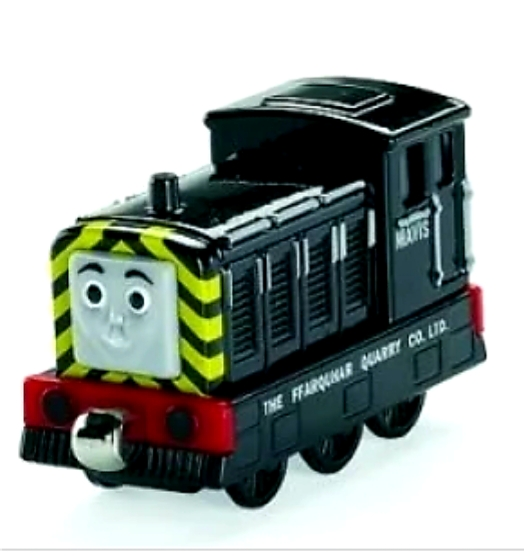 MAVIS
THE FFARQUHAR QUARRY CO. LTD.